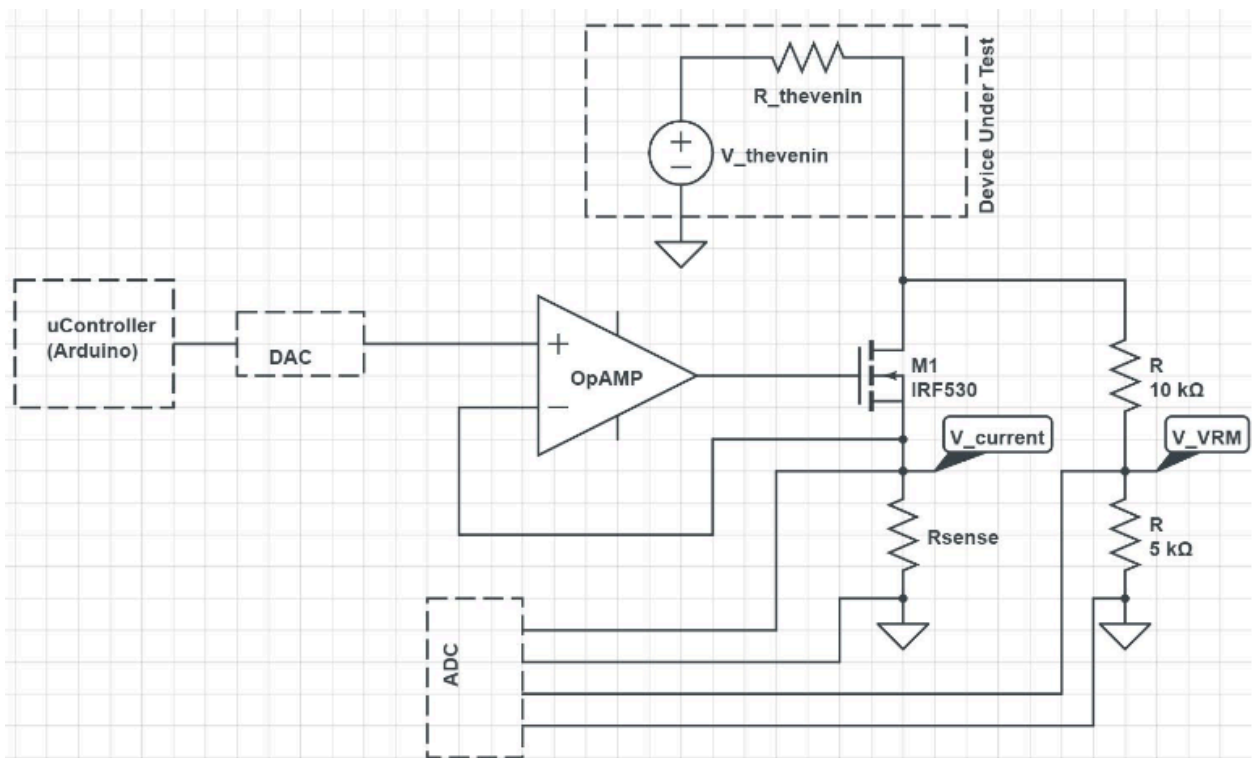 R_thevenin
V_thevenin
Device Under Test
+
−
uController
(Arduino)
DAC
+
−
OpAMP
M1
IRF530
R
10 kΩ
V_current
V_VRM
Rsense
R
5 kΩ
ADC